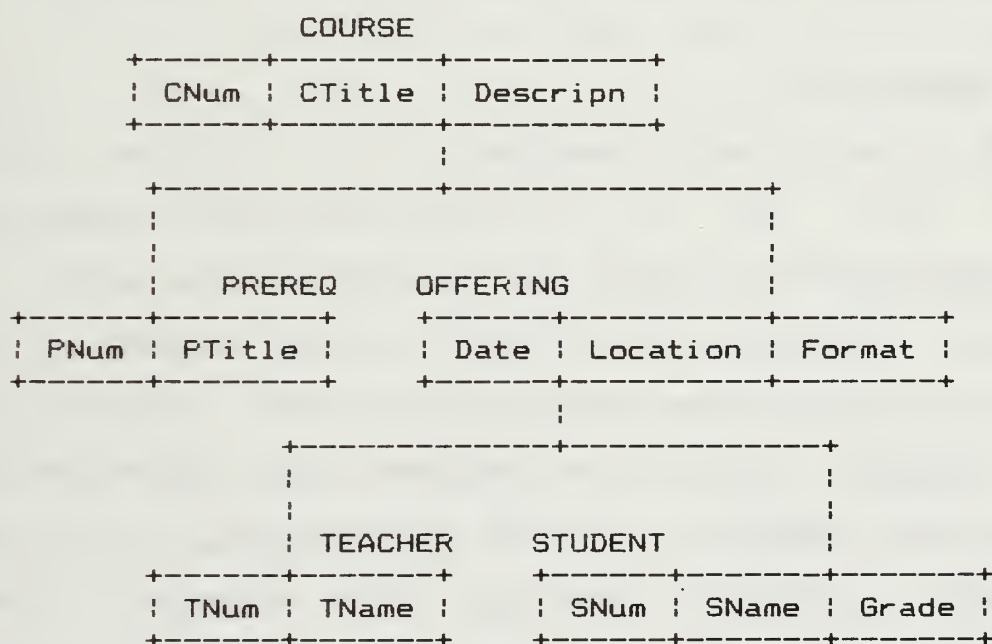 COURSE
CNum CTitle Descripn
PREREQ OFFERING
PNum PTitle Date Location Format
TEACHER STUDENT
TNum TName SNum SName Grade